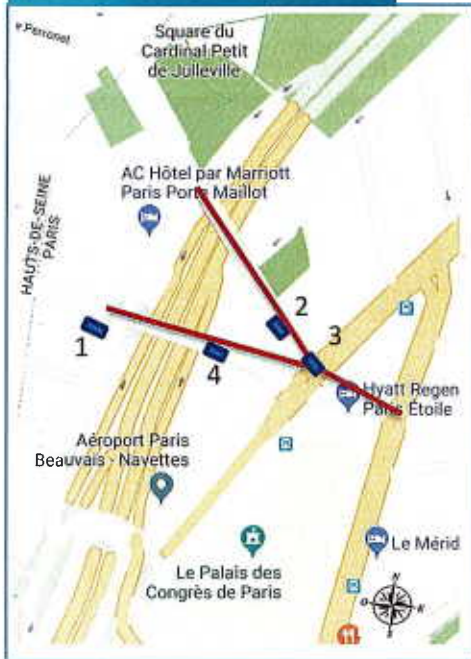 e Perronet
Square du
Cardinal Petit
de Julleville
AC Hôtel par Marriott
Paris Porte Maillot
HAUTS-DE-SEINE
PARIS
2
3
1
4
Hyatt Regen
Paris Étoile
Aéroport Paris
Beauvais - Navettes
Le Mérid
Le Palais des
Congrès de Paris
N
O
E
S